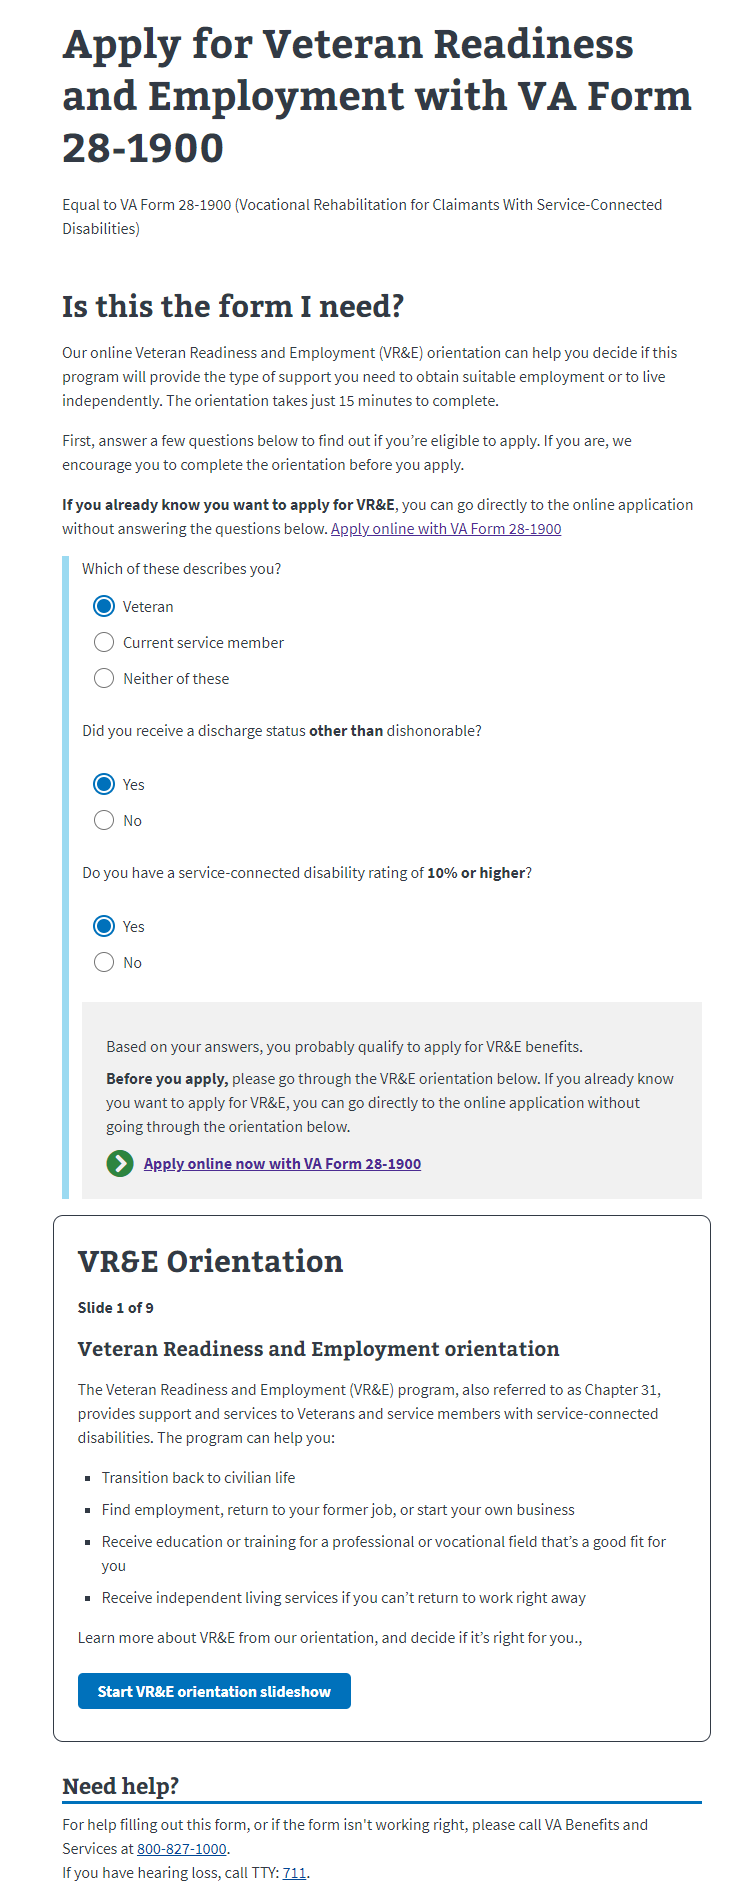 Apply for Veteran Readiness
and Employment with VA Form
28-1900
Equal to VA Form 28-1900 (Vocational Rehabilitation for Claimants With Service-Connected
Disabilities)
Is this the form I need?
Our online Veteran Readiness and Employment (VR&E) orientation can help you decide if this
program will provide the type of support you need to obtain suitable employment or to live
independently. The orientation takes just 15 minutes to complete.
First, answer a few questions below to find out if you’re eligible to apply. If you are, we
encourage you to complete the orientation before you apply.
If you already know you want to apply for VR&E, you can go directly to the online application
without answering the questions below. Apply online with VA Form 28-1900
Which of these describes you?
Veteran
Current service member
Neither of these
Did you receive a discharge status other than dishonorable?
Yes
No
Do you have a service-connected disability rating of 10% or higher?
Yes
No
Based on your answers, you probably qualify to apply for VR&E benefits.
Before you apply, please go through the VR&E orientation below. If you already know
you want to apply for VR&E, you can go directly to the online application without
going through the orientation below.
Apply online now with VA Form 28-1900
VR&E Orientation
Slide 1 of 9
Veteran Readiness and Employment orientation
The Veteran Readiness and Employment (VR&E) program, also referred to as Chapter 31,
provides support and services to Veterans and service members with service-connected
disabilities. The program can help you:
Transition back to civilian life
Find employment, return to your former job, or start your own business
Receive education or training for a professional or vocational field that’s a good fit for
you
Receive independent living services if you can’t return to work right away
Learn more about VR&E from our orientation, and decide if it’s right for you.,
Start VR&E orientation slideshow
Need help?
For help filling out this form, or if the form isn't working right, please call VA Benefits and
Services at 800-827-1000.
If you have hearing loss, call TTY: 711.